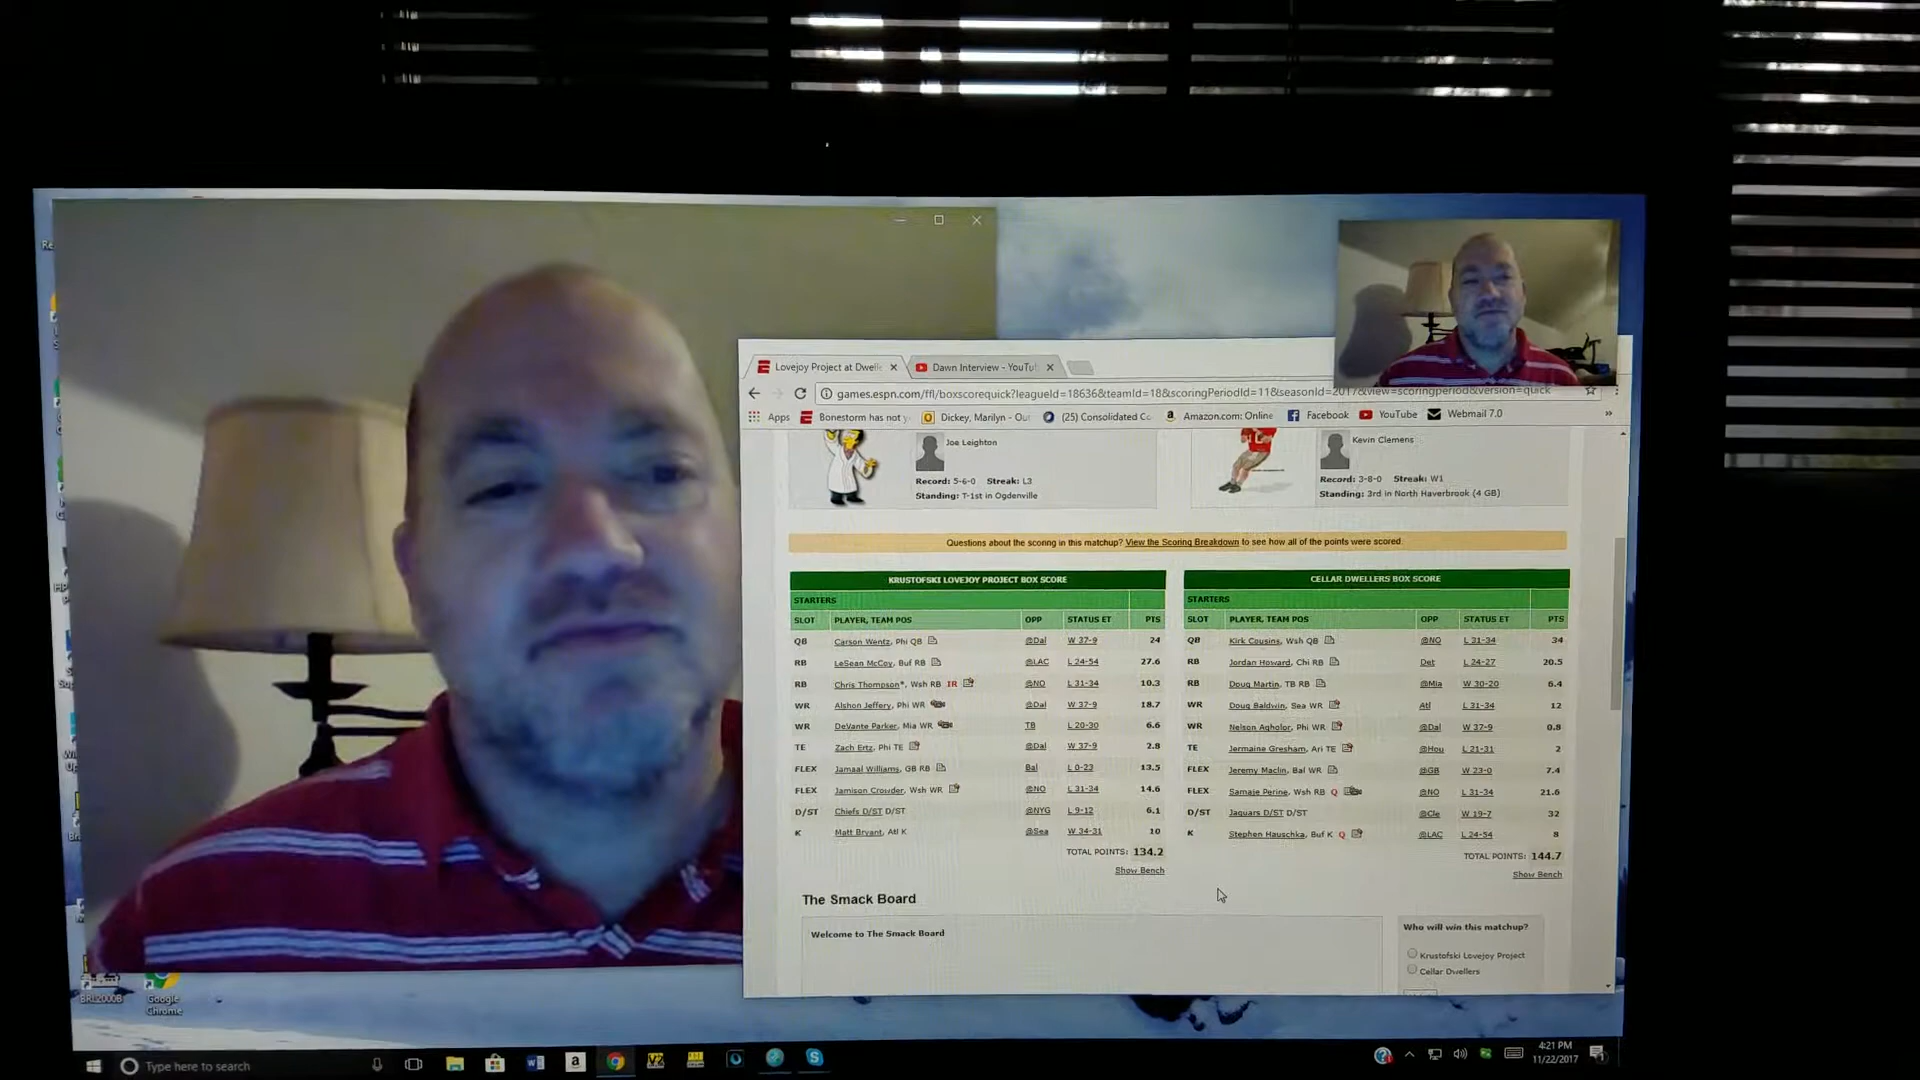 Lovejoy Project at Dwelle
Dawn Interview - YouTu
games.espn.com/ffl/boxscorequick?leagueId=18636&teamId=18&scoringPeriodId=11&seasonId=2017&view=scoringperiod&version=quick
Apps Bonestorm has not y Dickey, Marilyn - Out (25) Consolidated Co Amazon.com: Online Facebook YouTube Webmail 7.0 »
Joe Leighton
Record: 5-6-0 Streak: L3
Standing: T-1st in Ogdenville
Kevin Clemens
Record: 3-8-0 Streak: W1
Standing: 3rd in North Haverbrook (4 GB)
Questions about the scoring in this matchup? View the Scoring Breakdown to see how all of the points were scored.
KRUSTOFSKI LOVEJOY PROJECT BOX SCORE
STARTERS
SLOT PLAYER, TEAM POS OPP STATUS ET PTS
QB Carson Wentz, Phi QB @Dal W 37-9 24
RB LeSean McCoy, Buf RB @LAC L 24-54 27.6
RB Chris Thompson*, Wsh RB IR @NO L 31-34 10.3
WR Alshon Jeffery, Phi WR @Dal W 37-9 18.7
WR DeVante Parker, Mia WR TB L 20-30 6.6
TE Zach Ertz, Phi TE @Dal W 37-9 2.8
FLEX Jamaal Williams, GB RB Bal L 0-23 13.5
FLEX Jamison Crowder, Wsh WR @NO L 31-34 14.6
D/ST Chiefs D/ST D/ST @NYG L 9-12 6.1
K Matt Bryant, Atl K @Sea W 34-31 10
TOTAL POINTS: 134.2
Show Bench
CELLAR DWELLERS BOX SCORE
STARTERS
SLOT PLAYER, TEAM POS OPP STATUS ET PTS
QB Kirk Cousins, Wsh QB @NO L 31-34 34
RB Jordan Howard, Chi RB Det L 24-27 20.5
RB Doug Martin, TB RB @Mia W 30-20 6.4
WR Doug Baldwin, Sea WR Atl L 31-34 12
WR Nelson Agholor, Phi WR @Dal W 37-9 0.8
TE Jermaine Gresham, Ari TE @Hou L 21-31 2
FLEX Jeremy Maclin, Bal WR @GB W 23-0 7.4
FLEX Samaje Perine, Wsh RB Q @NO L 31-34 21.6
D/ST Jaguars D/ST D/ST @Cle W 19-7 32
K Stephen Hauschka, Buf K Q @LAC L 24-54 8
TOTAL POINTS: 144.7
Show Bench
The Smack Board
Welcome to The Smack Board
Who will win this matchup?
Krustofski Lovejoy Project
Cellar Dwellers
Google
Chrome
Type here to search
4:21 PM
11/22/2017